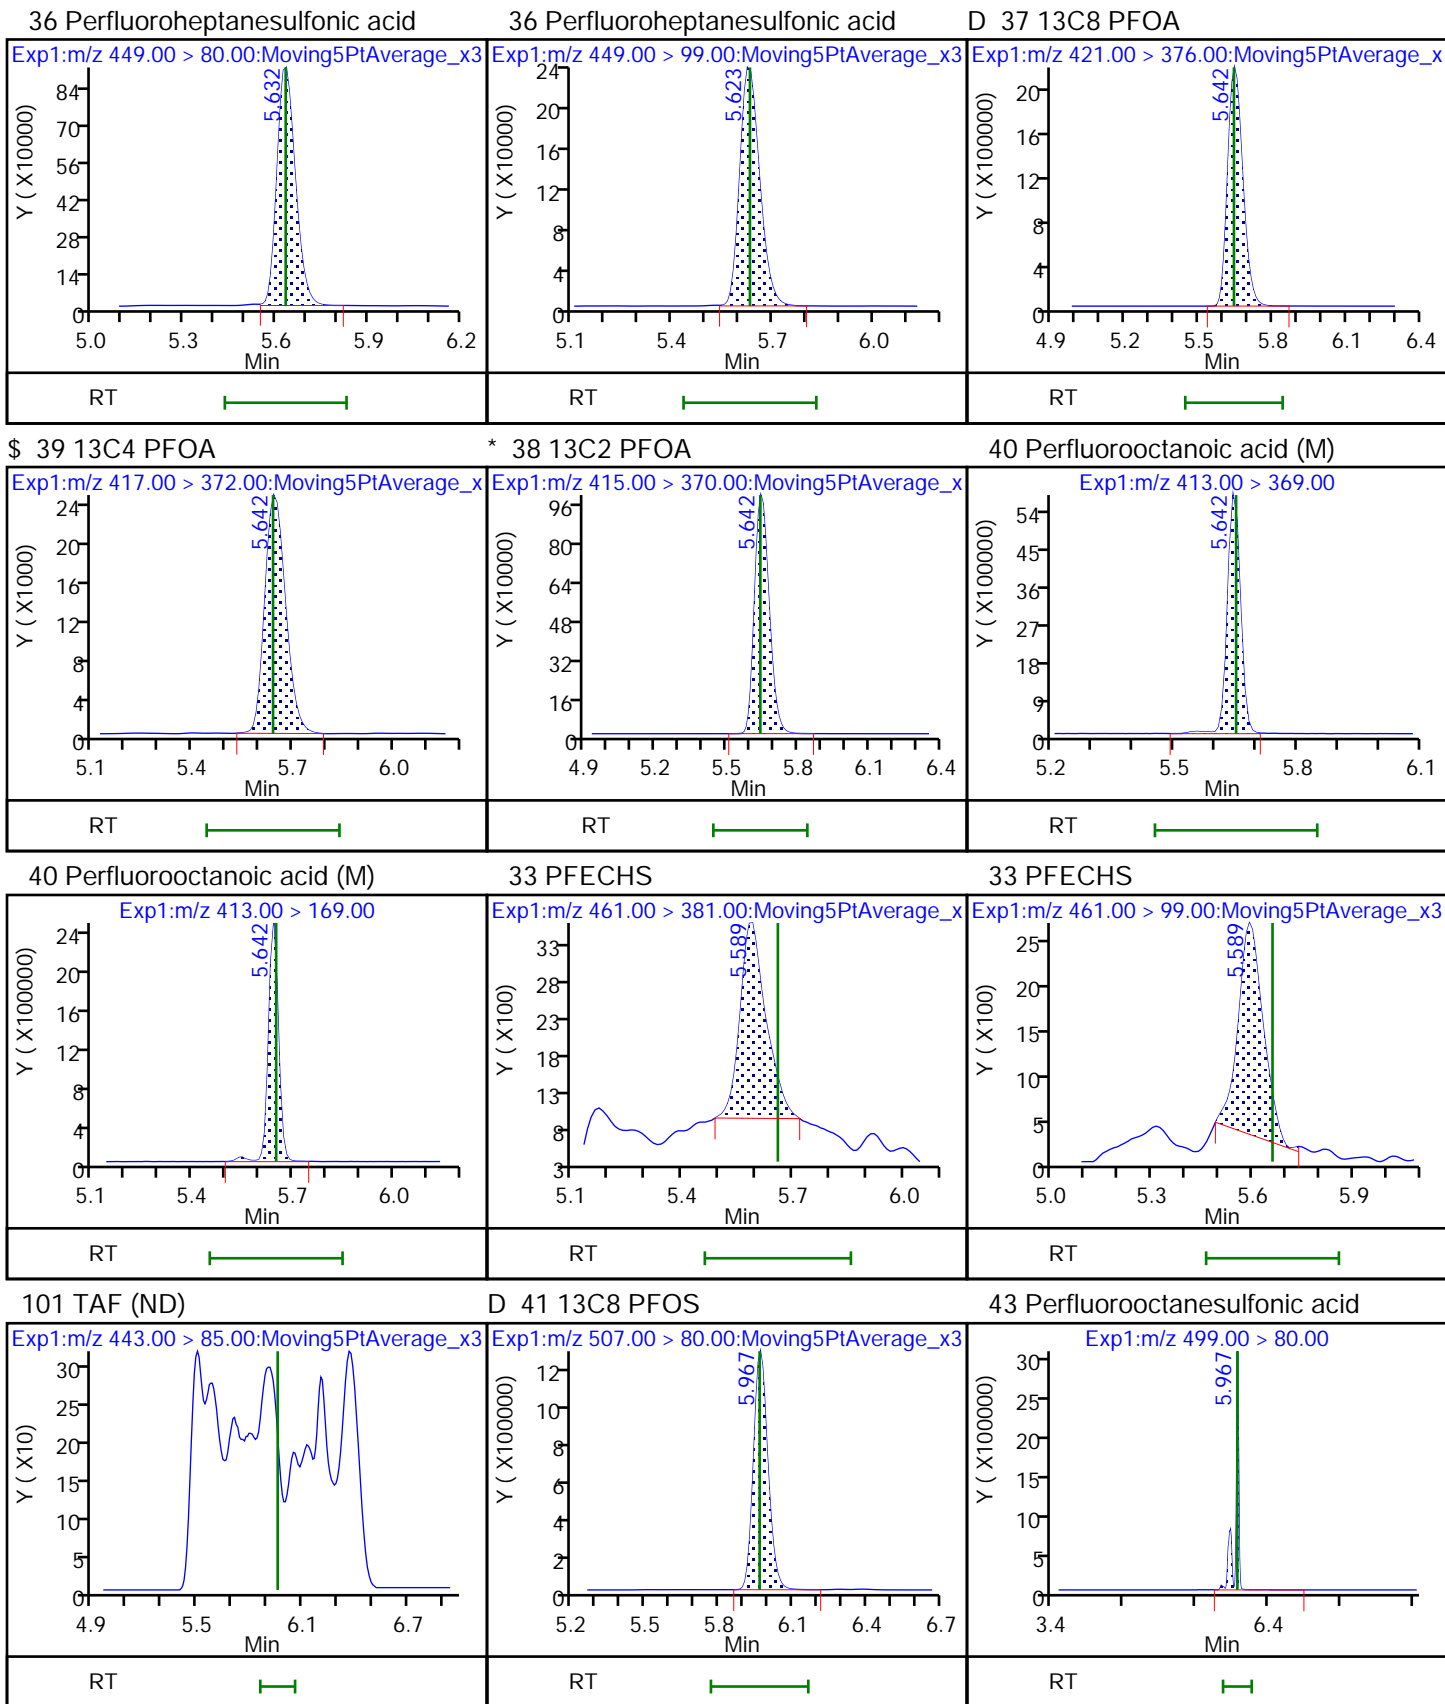 36 Perfluoroheptanesulfonic acid
Exp1:m/z 449.00 > 80.00:Moving5PtAverage_x3
5.632
Y ( X10000)
84
70
56
42
28
14
0
5.0 5.3 5.6 5.9 6.2
Min
RT
36 Perfluoroheptanesulfonic acid
Exp1:m/z 449.00 > 99.00:Moving5PtAverage_x3
5.623
Y ( X10000)
24
20
16
12
8
4
0
5.1 5.4 5.7 6.0
Min
RT
D 37 13C8 PFOA
Exp1:m/z 421.00 > 376.00:Moving5PtAverage_x
5.642
Y ( X100000)
20
16
12
8
4
0
4.9 5.2 5.5 5.8 6.1 6.4
Min
RT
$ 39 13C4 PFOA
Exp1:m/z 417.00 > 372.00:Moving5PtAverage_x
5.642
Y ( X1000)
24
20
16
12
8
4
0
5.1 5.4 5.7 6.0
Min
RT
* 38 13C2 PFOA
Exp1:m/z 415.00 > 370.00:Moving5PtAverage_x
5.642
Y ( X10000)
96
80
64
48
32
16
0
4.9 5.2 5.5 5.8 6.1 6.4
Min
RT
40 Perfluorooctanoic acid (M)
Exp1:m/z 413.00 > 369.00
5.642
Y ( X100000)
54
45
36
27
18
9
0
5.2 5.5 5.8 6.1
Min
RT
40 Perfluorooctanoic acid (M)
Exp1:m/z 413.00 > 169.00
5.642
Y ( X100000)
24
20
16
12
8
4
0
5.1 5.4 5.7 6.0
Min
RT
33 PFECHS
Exp1:m/z 461.00 > 381.00:Moving5PtAverage_x
5.589
Y ( X100)
33
28
23
18
13
8
3
5.1 5.4 5.7 6.0
Min
RT
33 PFECHS
Exp1:m/z 461.00 > 99.00:Moving5PtAverage_x3
5.589
Y ( X100)
25
20
15
10
5
0
5.0 5.3 5.6 5.9
Min
RT
101 TAF (ND)
Exp1:m/z 443.00 > 85.00:Moving5PtAverage_x3
Y ( X10)
30
25
20
15
10
5
0
4.9 5.5 6.1 6.7
Min
RT
D 41 13C8 PFOS
Exp1:m/z 507.00 > 80.00:Moving5PtAverage_x3
5.967
Y ( X100000)
12
10
8
6
4
2
0
5.2 5.5 5.8 6.1 6.4 6.7
Min
RT
43 Perfluorooctanesulfonic acid
Exp1:m/z 499.00 > 80.00
5.967
Y ( X100000)
30
25
20
15
10
5
0
3.4 6.4
Min
RT